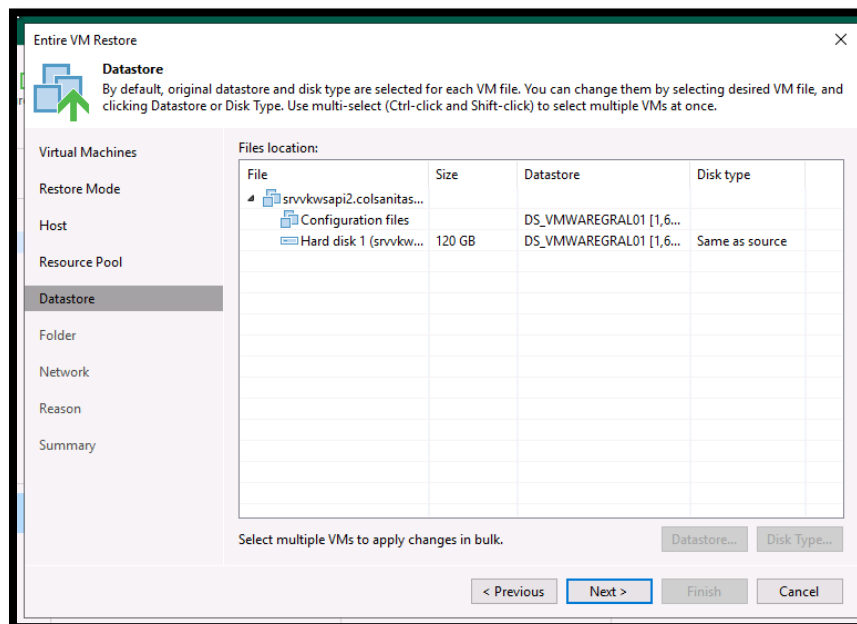 Entire VM Restore
Datastore
By default, original datastore and disk type are selected for each VM file. You can change them by selecting desired VM file, and
clicking Datastore or Disk Type. Use multi-select (Ctrl-click and Shift-click) to select multiple VMs at once.
Virtual Machines
Restore Mode
Host
Resource Pool
Datastore
Folder
Network
Reason
Summary
Files location:
File Size Datastore Disk type
srvvkwsapi2.colsanitas...
Configuration files DS_VMWAREGRAL01 [1,6...
Hard disk 1 (srvvkw... 120 GB DS_VMWAREGRAL01 [1,6... Same as source
Select multiple VMs to apply changes in bulk.
Datastore... Disk Type...
< Previous Next > Finish Cancel